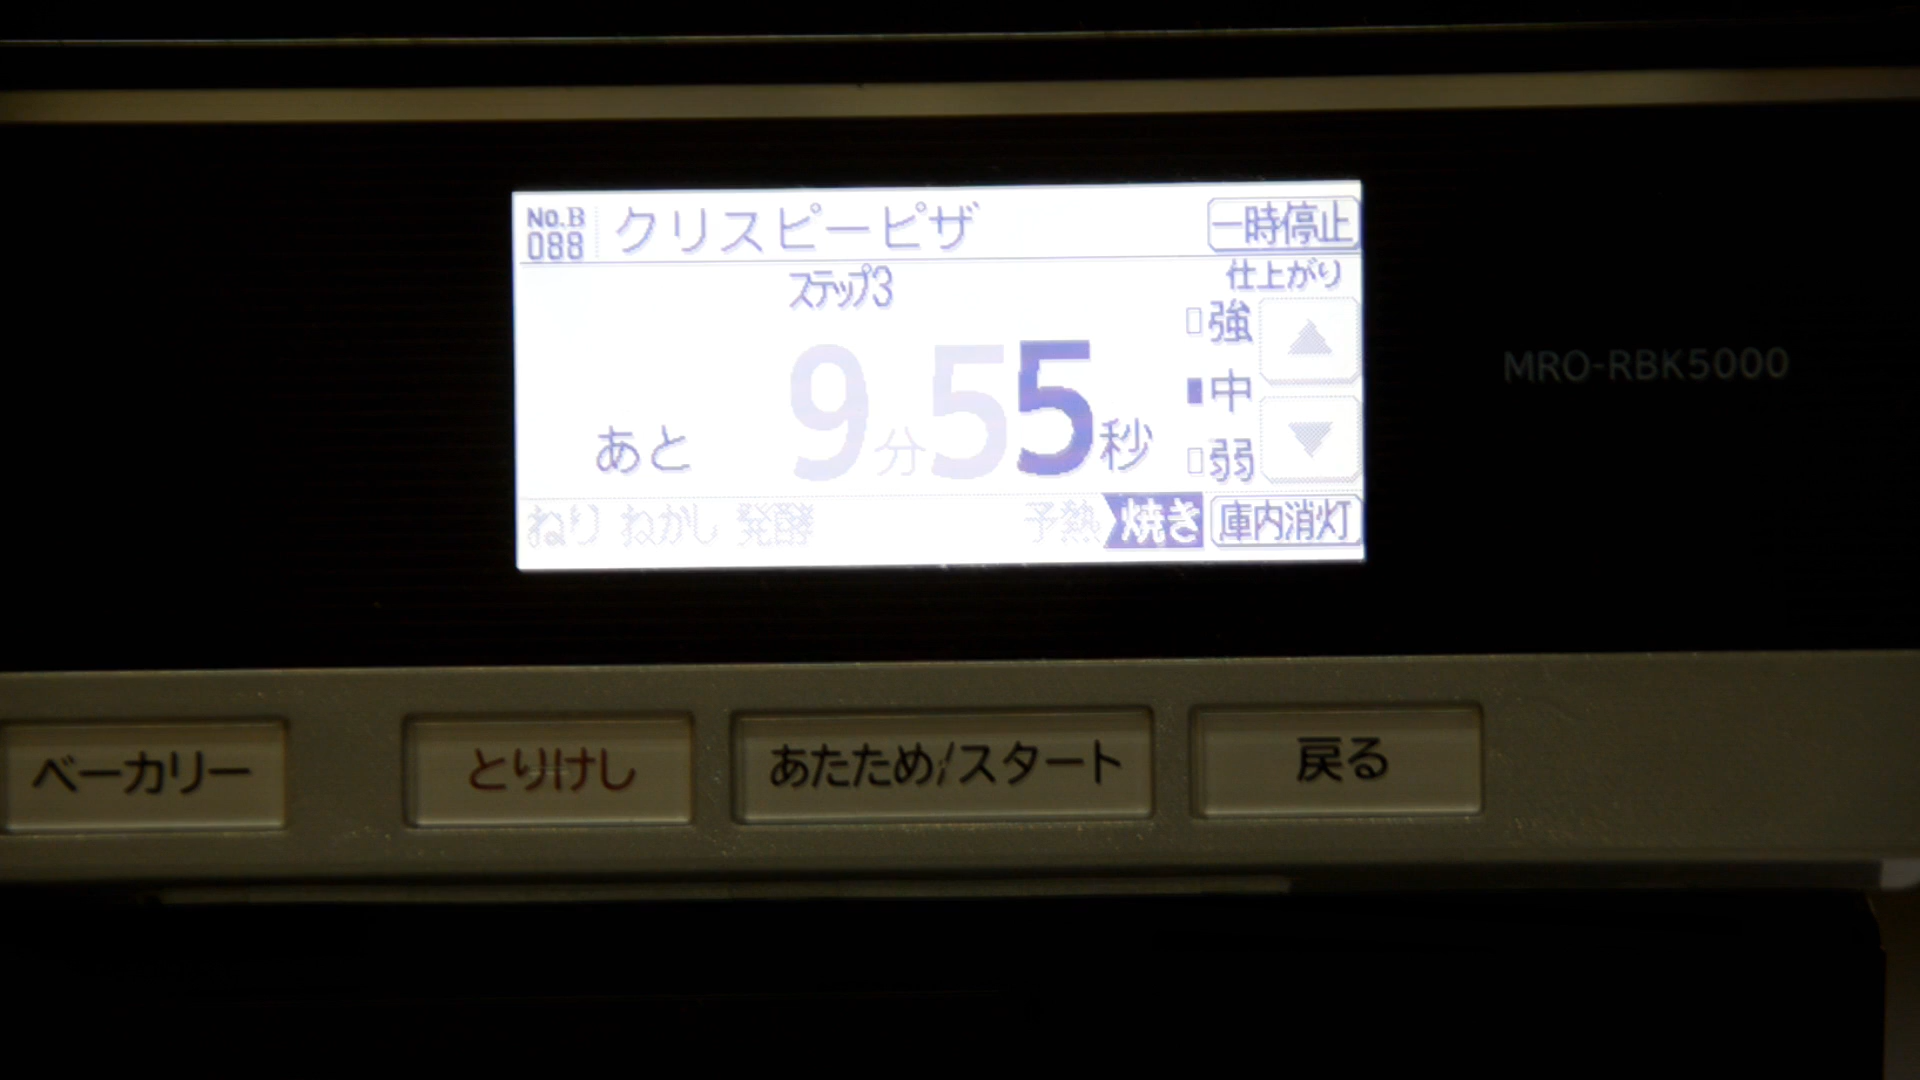 No.B 088 クリスピーピザ 一時停止
ステップ3 仕上がり
強
中
弱
あと 9分55秒
ねり ねかし 発酵 予熱 焼き 庫内消灯
MRO-RBK5000
ベーカリー とりけし あたため/スタート 戻る